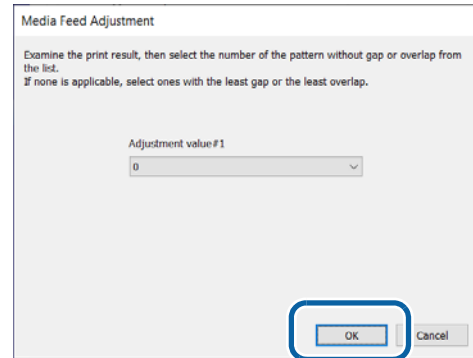 Media Feed Adjustment
Examine the print result, then select the number of the pattern without gap or overlap from
the list.
If none is applicable, select ones with the least gap or the least overlap.
Adjustment value#1
0
OK
Cancel